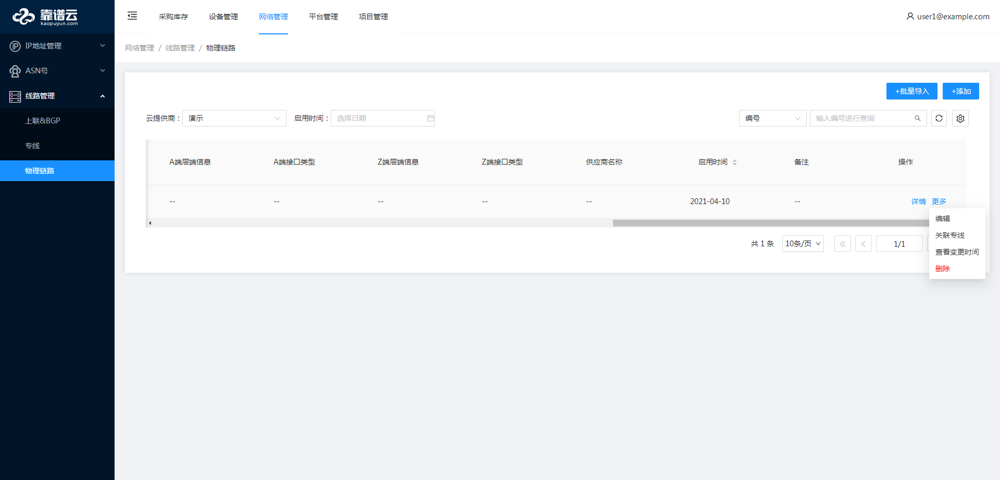 靠谱云
kaopuyun.com
采购库存 设备管理 网络管理 平台管理 项目管理
user1@example.com
IP地址管理
ASN号
线路管理
上联&BGP
专线
物理链路
网络管理 / 线路管理 / 物理链路
+批量导入 +添加
云提供商： 演示 启用时间： 选择日期 编号 输入编号进行查询
A端层端信息 A端接口类型 Z端层端信息 Z端接口类型 供应商名称 启用时间 备注 操作
-- -- -- -- -- 2021-04-10 -- 详情 更多
编辑
关联专线
查看变更时间
删除
共 1 条 10条/页 1/1